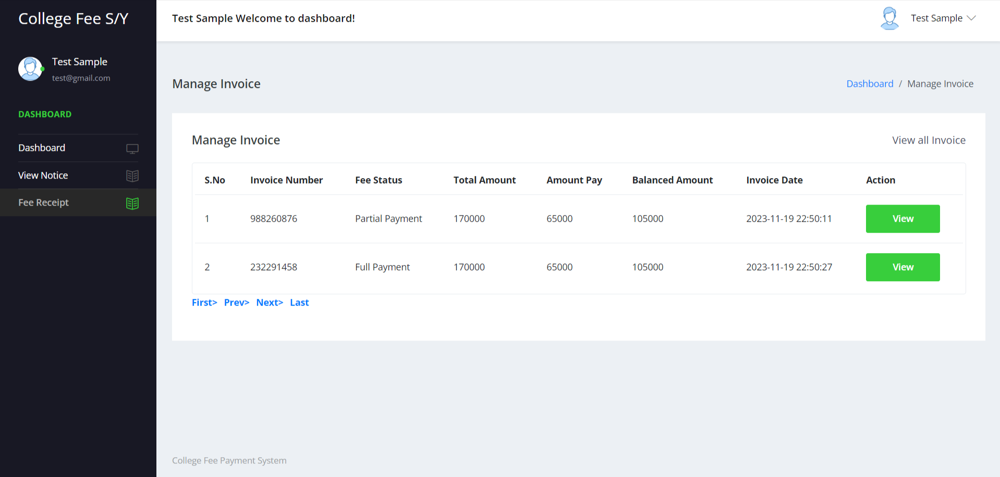 College Fee S/Y
Test Sample Welcome to dashboard!
Test Sample
Test Sample
test@gmail.com
DASHBOARD
Dashboard
View Notice
Fee Receipt
Manage Invoice
Dashboard / Manage Invoice
Manage Invoice
View all Invoice
S.No Invoice Number Fee Status Total Amount Amount Pay Balanced Amount Invoice Date Action
1 988260876 Partial Payment 170000 65000 105000 2023-11-19 22:50:11 View
2 232291458 Full Payment 170000 65000 105000 2023-11-19 22:50:27 View
First> Prev> Next> Last
College Fee Payment System